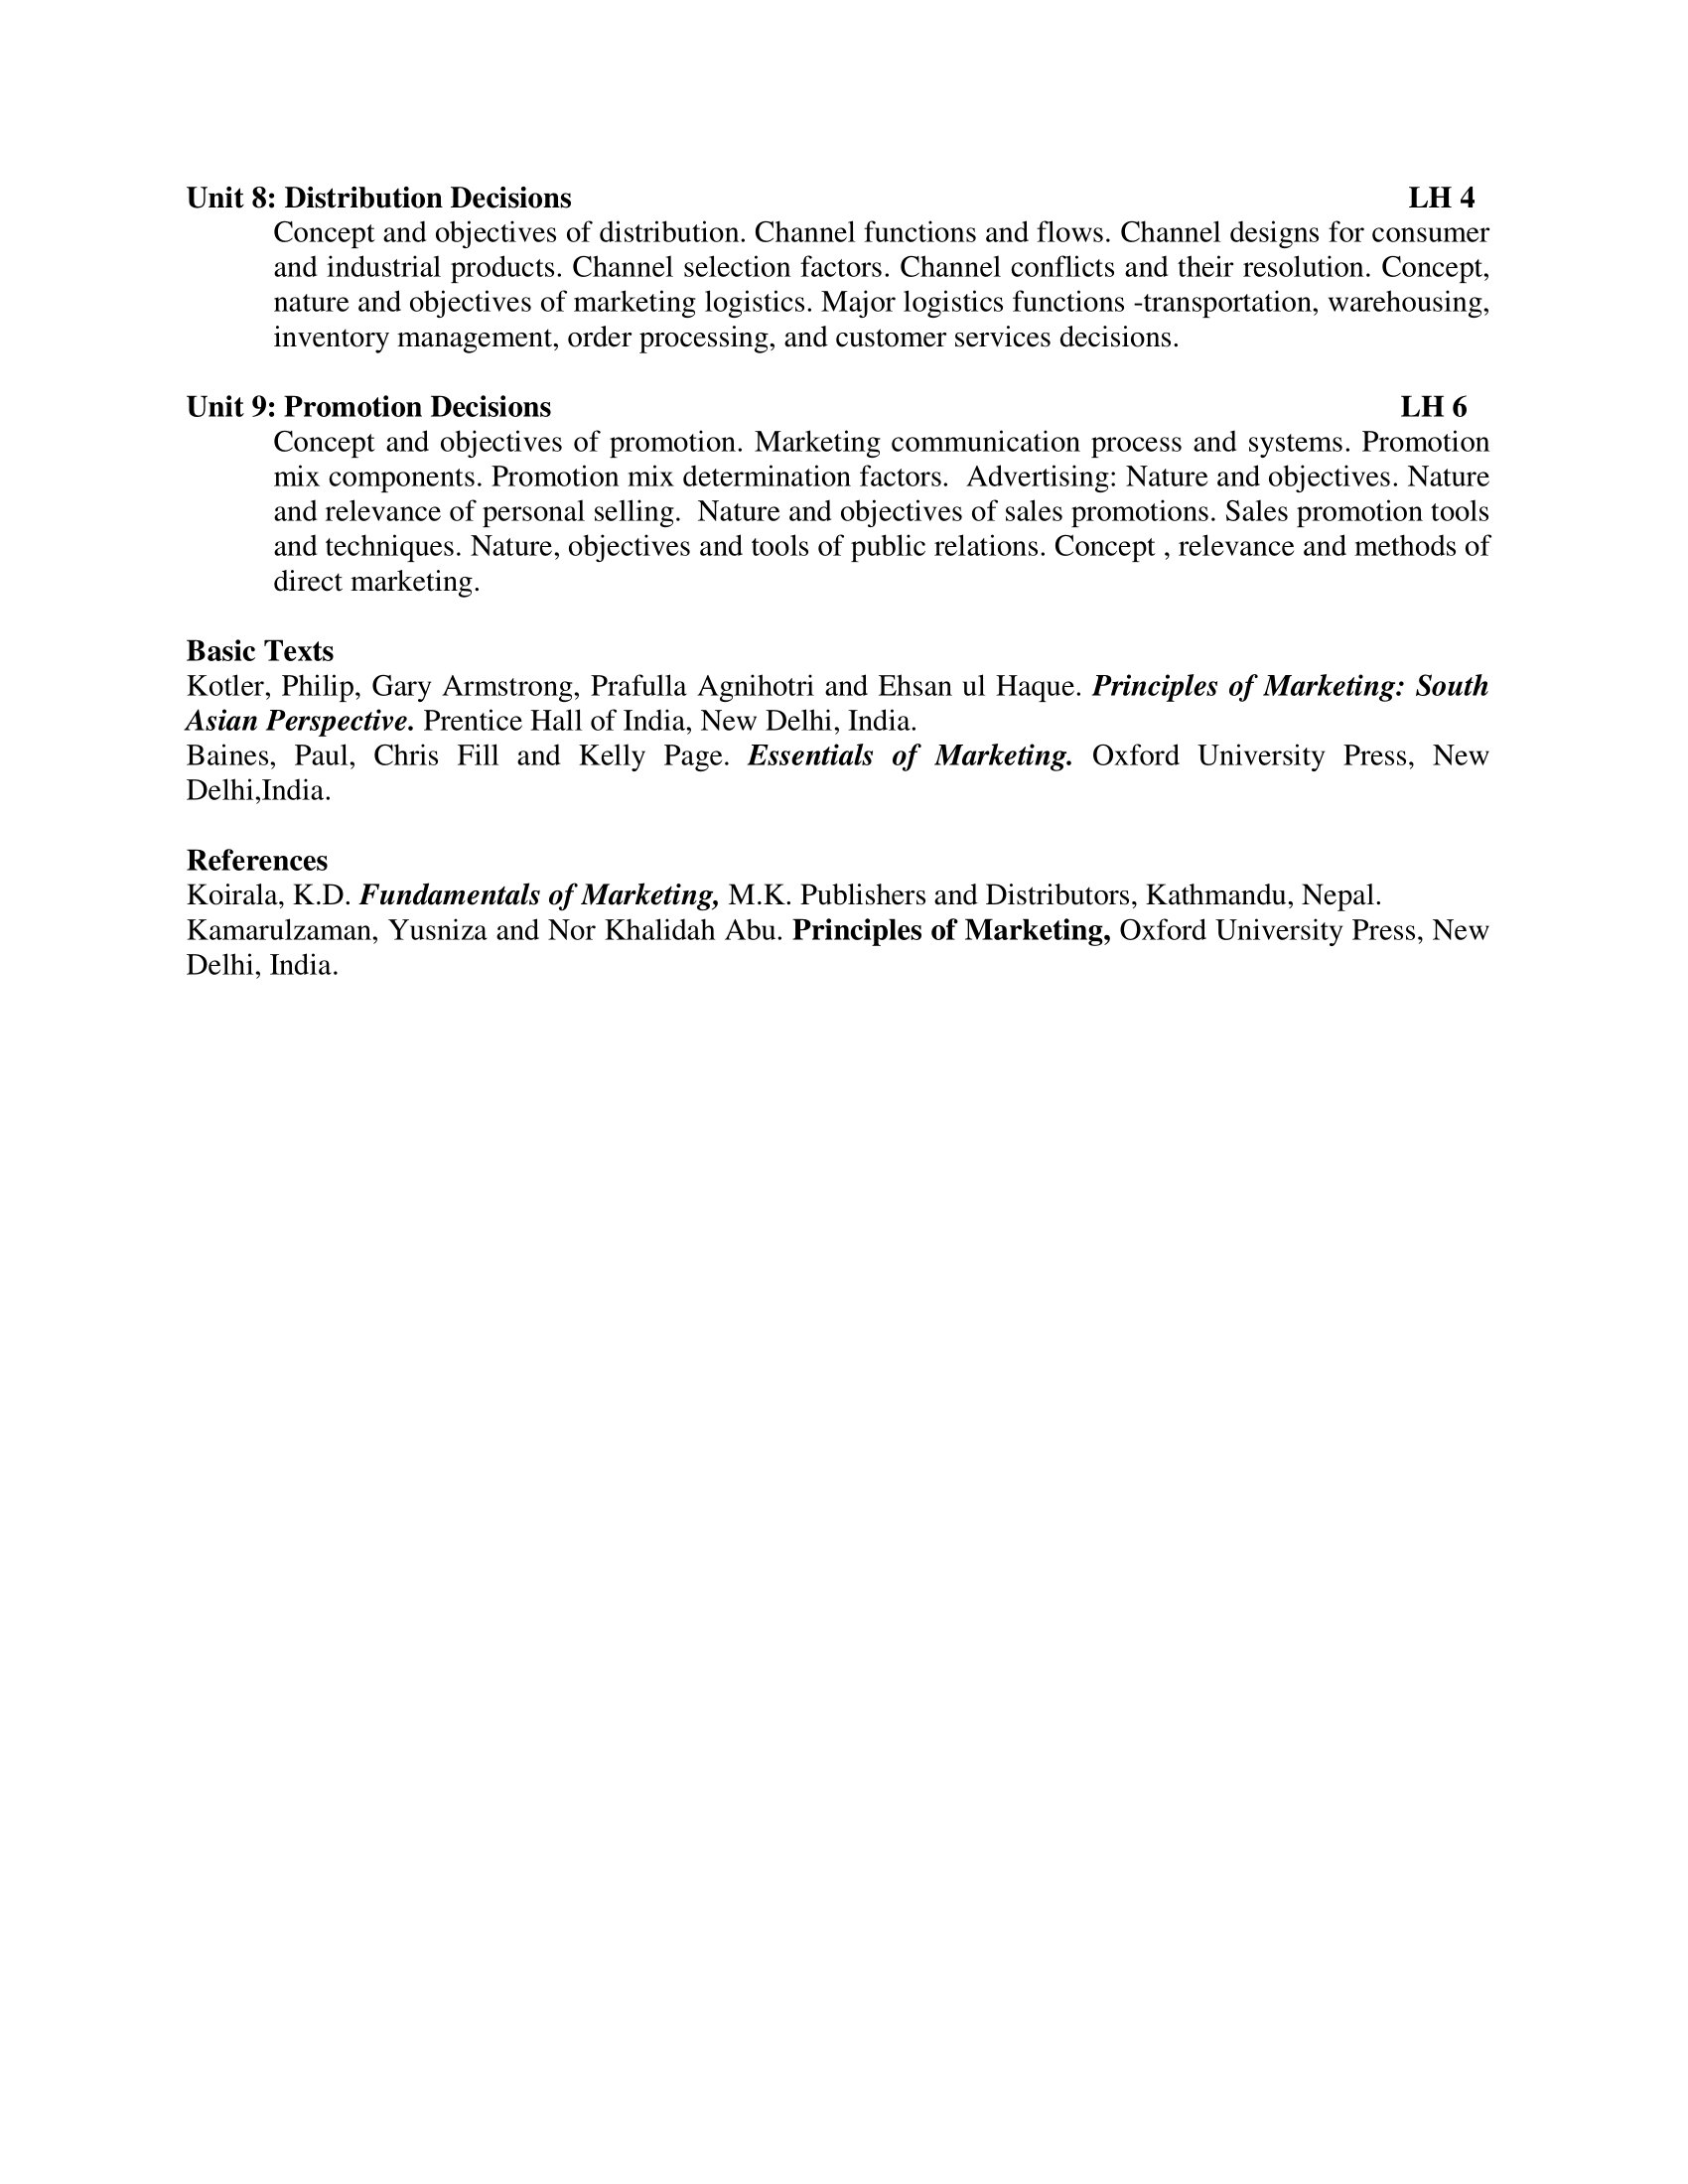 Unit 8: Distribution Decisions LH 4
Concept and objectives of distribution. Channel functions and flows. Channel designs for consumer
and industrial products. Channel selection factors. Channel conflicts and their resolution. Concept,
nature and objectives of marketing logistics. Major logistics functions -transportation, warehousing,
inventory management, order processing, and customer services decisions.
Unit 9: Promotion Decisions LH 6
Concept and objectives of promotion. Marketing communication process and systems. Promotion
mix components. Promotion mix determination factors.  Advertising: Nature and objectives. Nature
and relevance of personal selling.  Nature and objectives of sales promotions. Sales promotion tools
and techniques. Nature, objectives and tools of public relations. Concept , relevance and methods of
direct marketing.
Basic Texts
Kotler, Philip, Gary Armstrong, Prafulla Agnihotri and Ehsan ul Haque. Principles of Marketing: South
Asian Perspective. Prentice Hall of India, New Delhi, India.
Baines, Paul, Chris Fill and Kelly Page. Essentials of Marketing. Oxford University Press, New
Delhi,India.
References
Koirala, K.D. Fundamentals of Marketing, M.K. Publishers and Distributors, Kathmandu, Nepal.
Kamarulzaman, Yusniza and Nor Khalidah Abu. Principles of Marketing, Oxford University Press, New
Delhi, India.